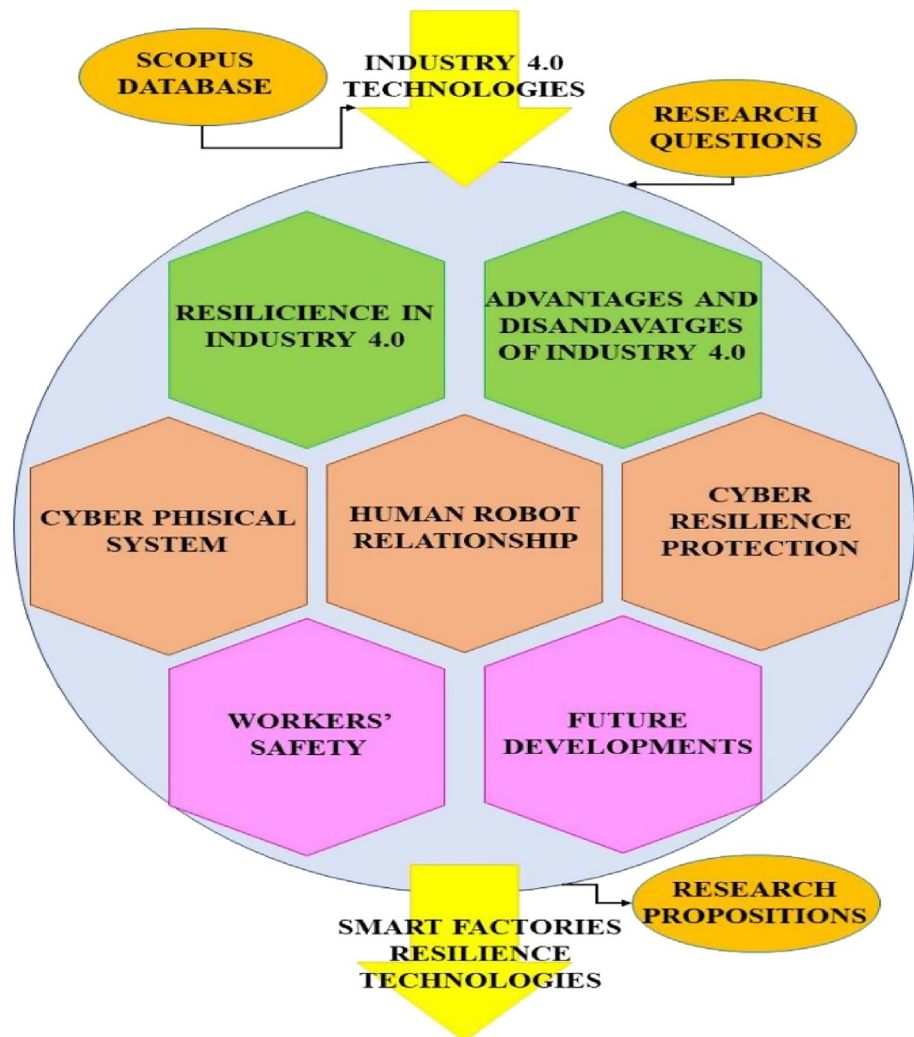 SCOPUS
DATABASE
INDUSTRY 4.0
TECHNOLOGIES
RESEARCH
QUESTIONS
RESILICIENCE IN
INDUSTRY 4.0
ADVANTAGES AND
DISANDAVATGES
OF INDUSTRY 4.0
CYBER PHISICAL
SYSTEM
HUMAN ROBOT
RELATIONSHIP
CYBER
RESILIENCE
PROTECTION
WORKERS’
SAFETY
FUTURE
DEVELOPMENTS
RESEARCH
PROPOSITIONS
SMART FACTORIES
RESILIENCE
TECHNOLOGIES